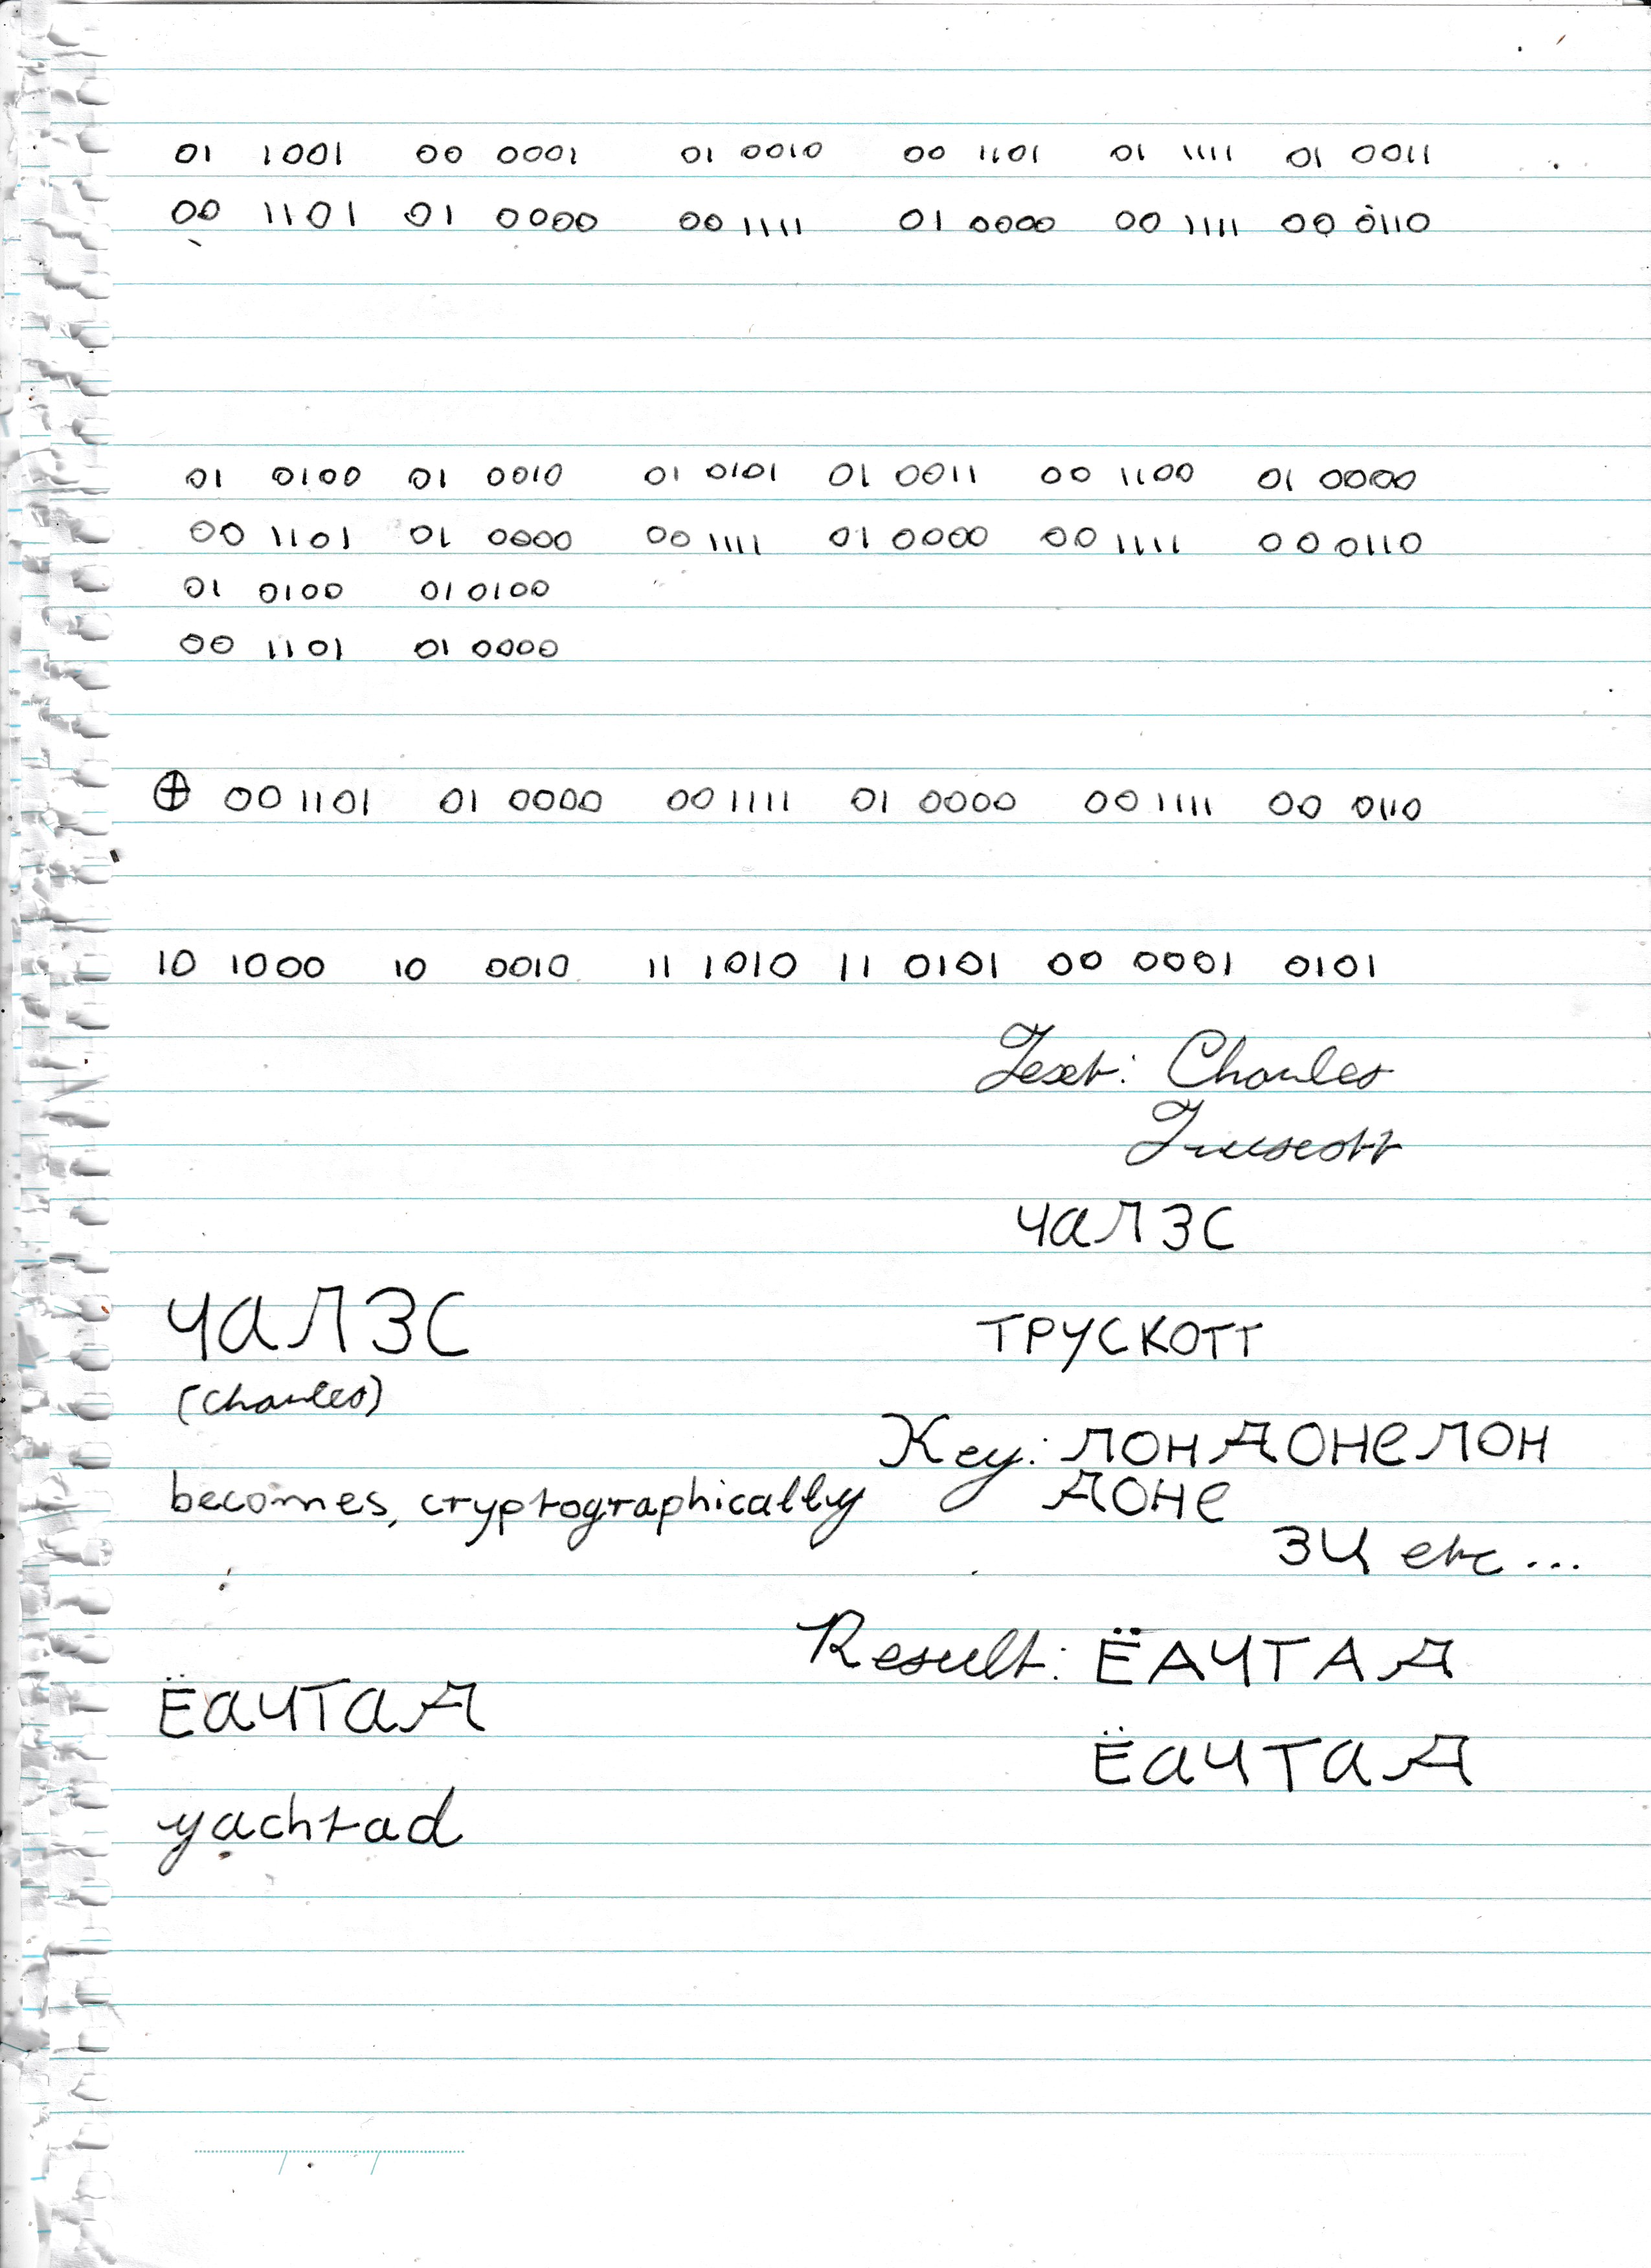 01 1001 00 0001 01 0010 00 1101 01 1111 01 0011
00 1101 01 0000 00 1111 01 0000 00 1111 00 0110
01 0100 01 0010 01 0101 01 0011 00 1100 01 0000
00 1101 01 0000 00 1111 01 0000 00 1111 00 0110
01 0100 01 0100
00 1101 01 0000
⊕ 00 1101 01 0000 00 1111 01 0000 00 1111 00 0110
10 1000 10 0010 11 1010 11 0101 00 0001 0101
Text: Charles
Truscott
ЧАЛЗС
ЧАЛЗС
ТРУСКОТТ
(Charles)
Key: ЛОНДОНЕЛОН
becomes, cryptographically
ДОНЕ
ЗЧ etc...
Result: ЁАЧТАД
ЁАЧТАД
ЁАЧТАД
yachtad